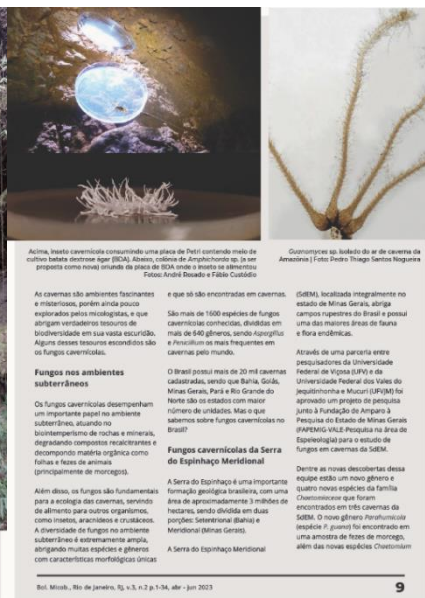 Acima, inseto cavernícola consumindo uma placa de Petri contendo meio de
cultivo batata dextrose ágar (BDA). Abaixo, colônia de Amphichorda sp. (a ser
proposta como nova) oriunda da placa de BDA onde o inseto se alimentou
Fotos: André Rosado e Fábio Custódio
Guanomyces sp. isolado do ar de caverna da
Amazônia | Foto: Pedro Thiago Santos Nogueira
As cavernas são ambientes fascinantes
e misteriosos, porém ainda pouco
explorados pelos micologistas, e que
abrigam verdadeiros tesouros de
biodiversidade em sua vasta escuridão.
Alguns desses tesouros escondidos são
os fungos cavernícolas.
Fungos nos ambientes
subterrâneos
Os fungos cavernícolas desempenham
um importante papel no ambiente
subterrâneo, atuando no
biointemperismo de rochas e minerais,
degradando compostos recalcitrantes e
decompondo matéria orgânica como
folhas e fezes de animais
(principalmente de morcegos).
Além disso, os fungos são fundamentais
para a ecologia das cavernas, servindo
de alimento para outros organismos,
como insetos, aracnídeos e crustáceos.
A diversidade de fungos no ambiente
subterrâneo é extremamente ampla,
abrigando muitas espécies e gêneros
com características morfológicas únicas
e que só são encontradas em cavernas.
São mais de 1600 espécies de fungos
cavernícolas conhecidas, divididas em
mais de 640 gêneros, sendo Aspergillus
e Penicillium os mais frequentes em
cavernas pelo mundo.
O Brasil possui mais de 20 mil cavernas
cadastradas, sendo que Bahia, Goiás,
Minas Gerais, Pará e Rio Grande do
Norte são os estados com maior
número de unidades. Mas o que
sabemos sobre fungos cavernícolas no
Brasil?
Fungos cavernícolas da Serra
do Espinhaço Meridional
A Serra do Espinhaço é uma importante
formação geológica brasileira, com uma
área de aproximadamente 3 milhões de
hectares, sendo dividida em duas
porções: Setentrional (Bahia) e
Meridional (Minas Gerais).
A Serra do Espinhaço Meridional
(SdEM), localizada integralmente no
estado de Minas Gerais, abriga
campos rupestres do Brasil e possui
uma das maiores áreas de fauna
e flora endêmicas.
Através de uma parceria entre
pesquisadores da Universidade
Federal de Viçosa (UFV) e da
Universidade Federal dos Vales do
Jequitinhonha e Mucuri (UFVJM) foi
aprovado um projeto de pesquisa
junto à Fundação de Amparo à
Pesquisa do Estado de Minas Gerais
(FAPEMIG-VALE-Pesquisa na área de
Espeleologia) para o estudo de
fungos em cavernas da SdEM.
Dentre as novas descobertas dessa
equipe estão um novo gênero e
quatro novas espécies da família
Chaetomiaceae que foram
encontrados em três cavernas da
SdEM. O novo gênero Parahumicola
(espécie P. guana) foi encontrado em
uma amostra de fezes de morcego,
além das novas espécies Chaetomium
Bol. Micob., Rio de Janeiro, RJ, v.3, n.2 p.1-34, abr - jun 2023
9